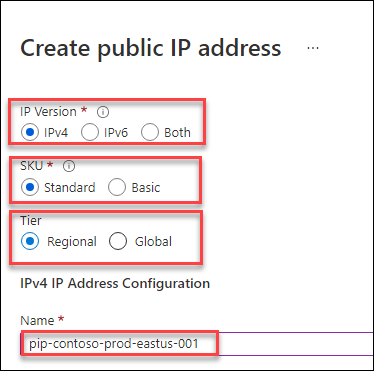 Create public IP address ...
IP Version *
IPv4 IPv6 Both
SKU *
Standard Basic
Tier
Regional Global
IPv4 IP Address Configuration
Name *
pip-contoso-prod-eastus-001